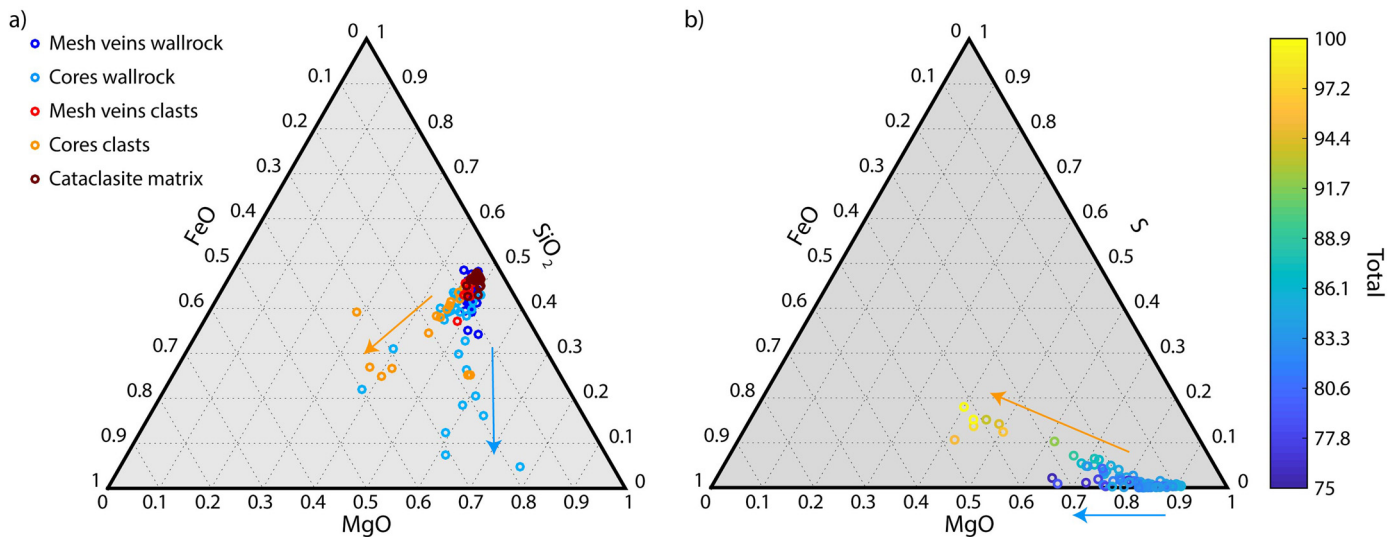 a)
Mesh veins wallrock
Cores wallrock
Mesh veins clasts
Cores clasts
Cataclasite matrix
0 1
0.1 0.9
0.2 0.8
0.3 0.7
0.4 0.6
0.5 0.5
0.6 0.4
0.7 0.3
0.8 0.2
0.9 0.1
1 0
FeO
SiO2
0.1 0.2 0.3 0.4 0.5 0.6 0.7 0.8 0.9 1
MgO
b)
0 1
0.1 0.9
0.2 0.8
0.3 0.7
0.4 0.6
0.5 0.5
0.6 0.4
0.7 0.3
0.8 0.2
0.9 0.1
1 0
FeO
S
0.1 0.2 0.3 0.4 0.5 0.6 0.7 0.8 0.9 1
MgO
100
97.2
94.4
91.7
88.9
86.1
83.3
80.6
77.8
75
Total